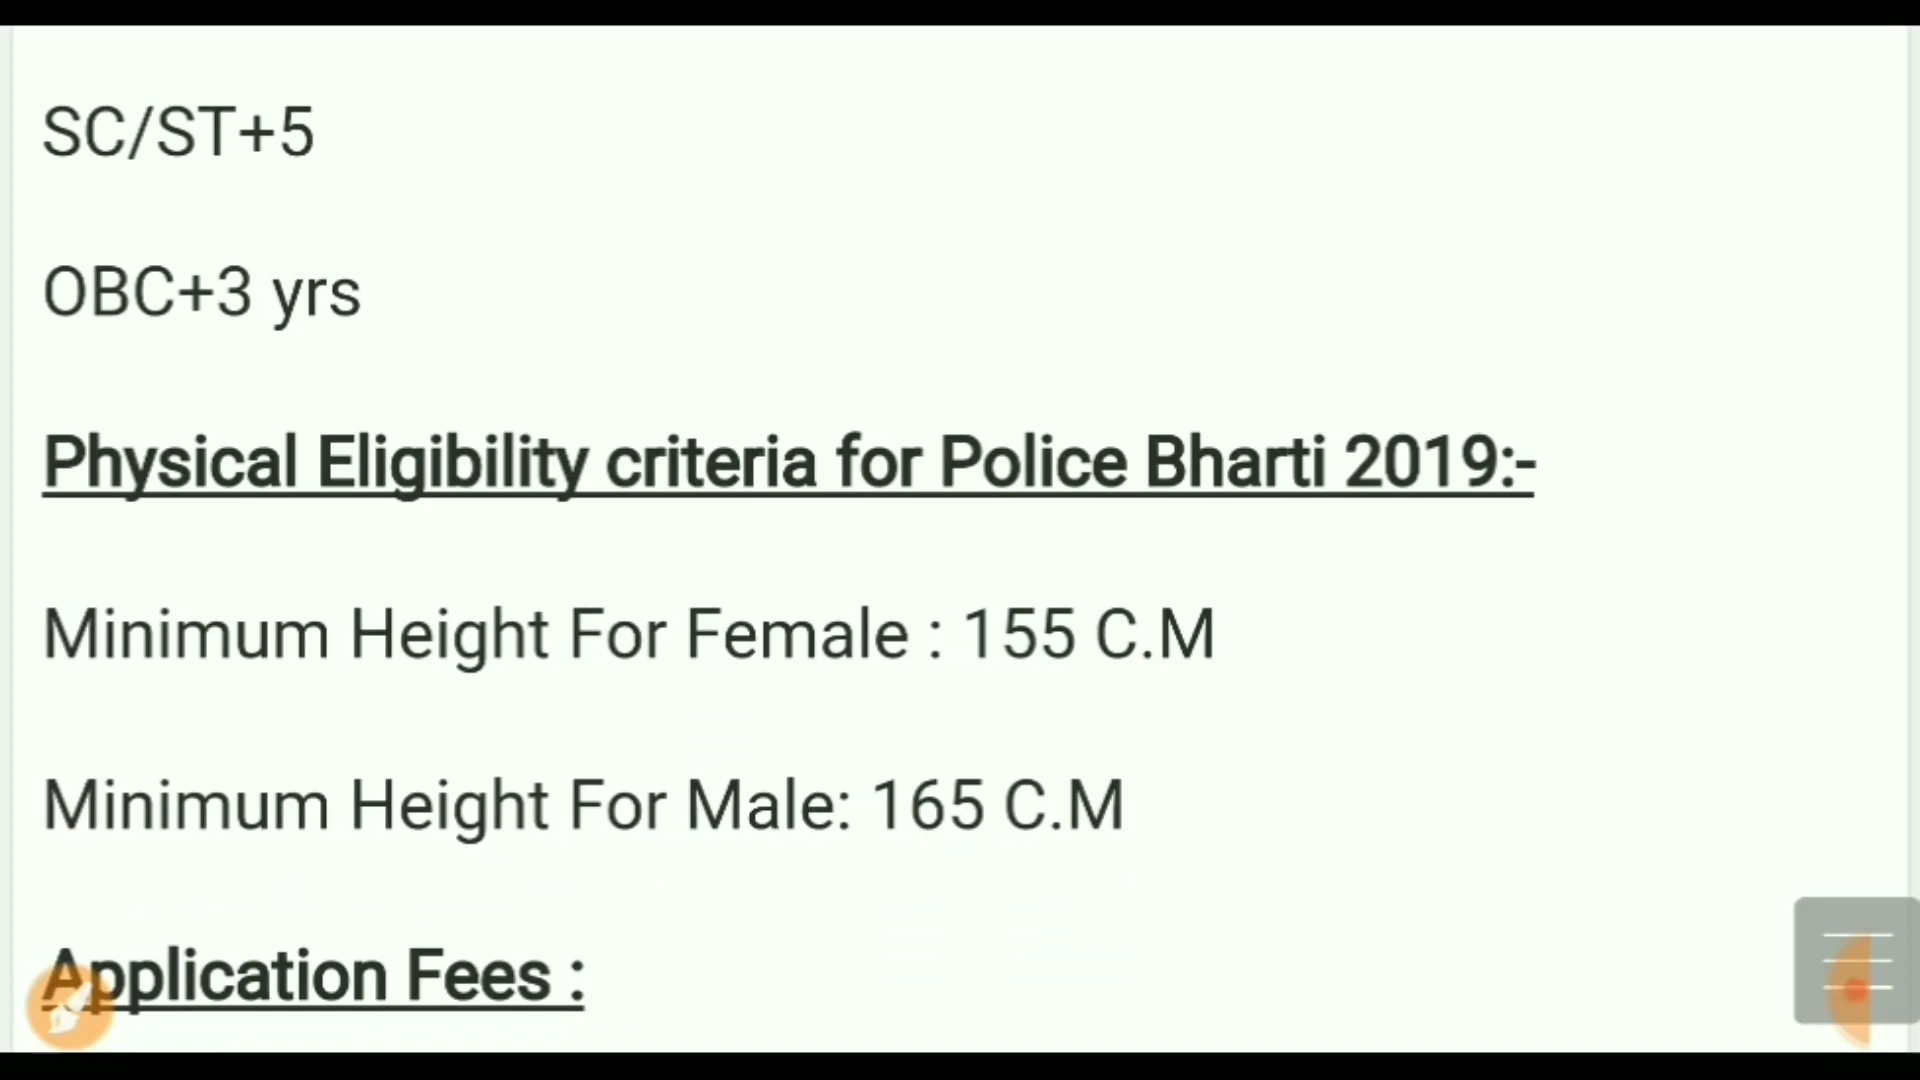 SC/ST+5
OBC+3 yrs
Physical Eligibility criteria for Police Bharti 2019:-
Minimum Height For Female : 155 C.M
Minimum Height For Male: 165 C.M
Application Fees :